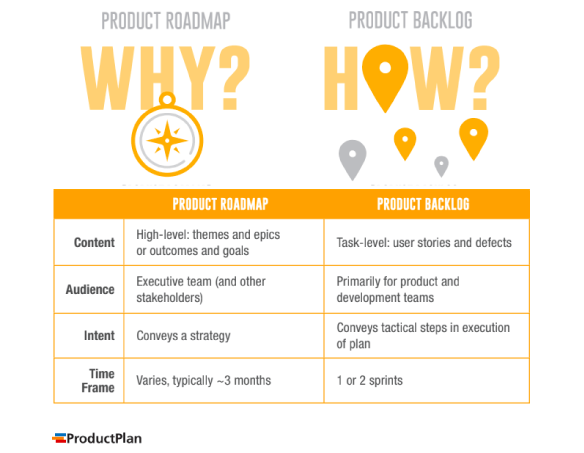 PRODUCT ROADMAP
WHY?
PRODUCT BACKLOG
HOW?
PRODUCT ROADMAP PRODUCT BACKLOG
Content
High-level: themes and epics
or outcomes and goals
Task-level: user stories and defects
Audience
Executive team (and other
stakeholders)
Primarily for product and
development teams
Intent
Conveys a strategy
Conveys tactical steps in execution
of plan
Time
Frame
Varies, typically ~3 months
1 or 2 sprints
ProductPlan